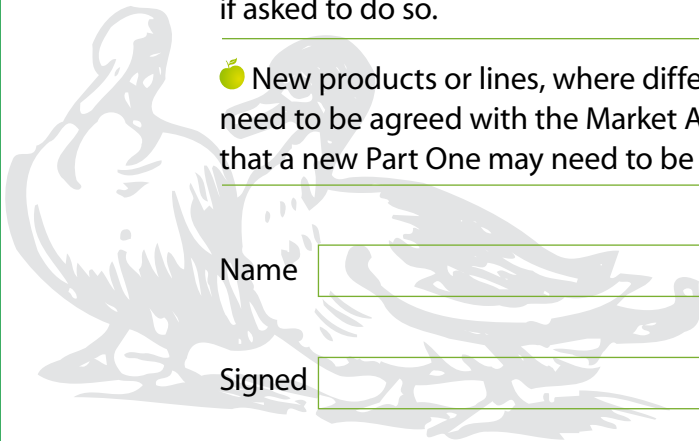 if asked to do so.
New products or lines, where diffe
need to be agreed with the Market A
that a new Part One may need to be
Name
Signed